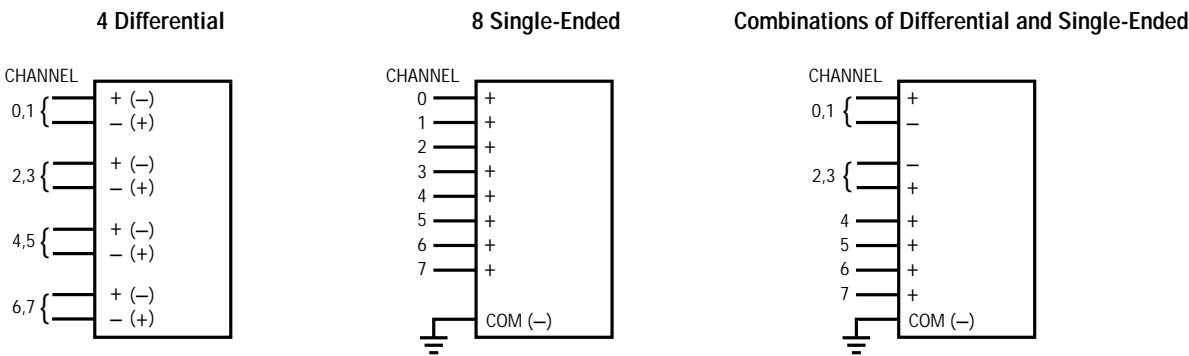 4 Differential
CHANNEL
0,1 { + (–)
– (+)
2,3 { + (–)
– (+)
4,5 { + (–)
– (+)
6,7 { + (–)
– (+)
8 Single-Ended
CHANNEL
0 +
1 +
2 +
3 +
4 +
5 +
6 +
7 +
COM (–)
Combinations of Differential and Single-Ended
CHANNEL
0,1 { +
–
2,3 { –
+
4 +
5 +
6 +
7 +
COM (–)